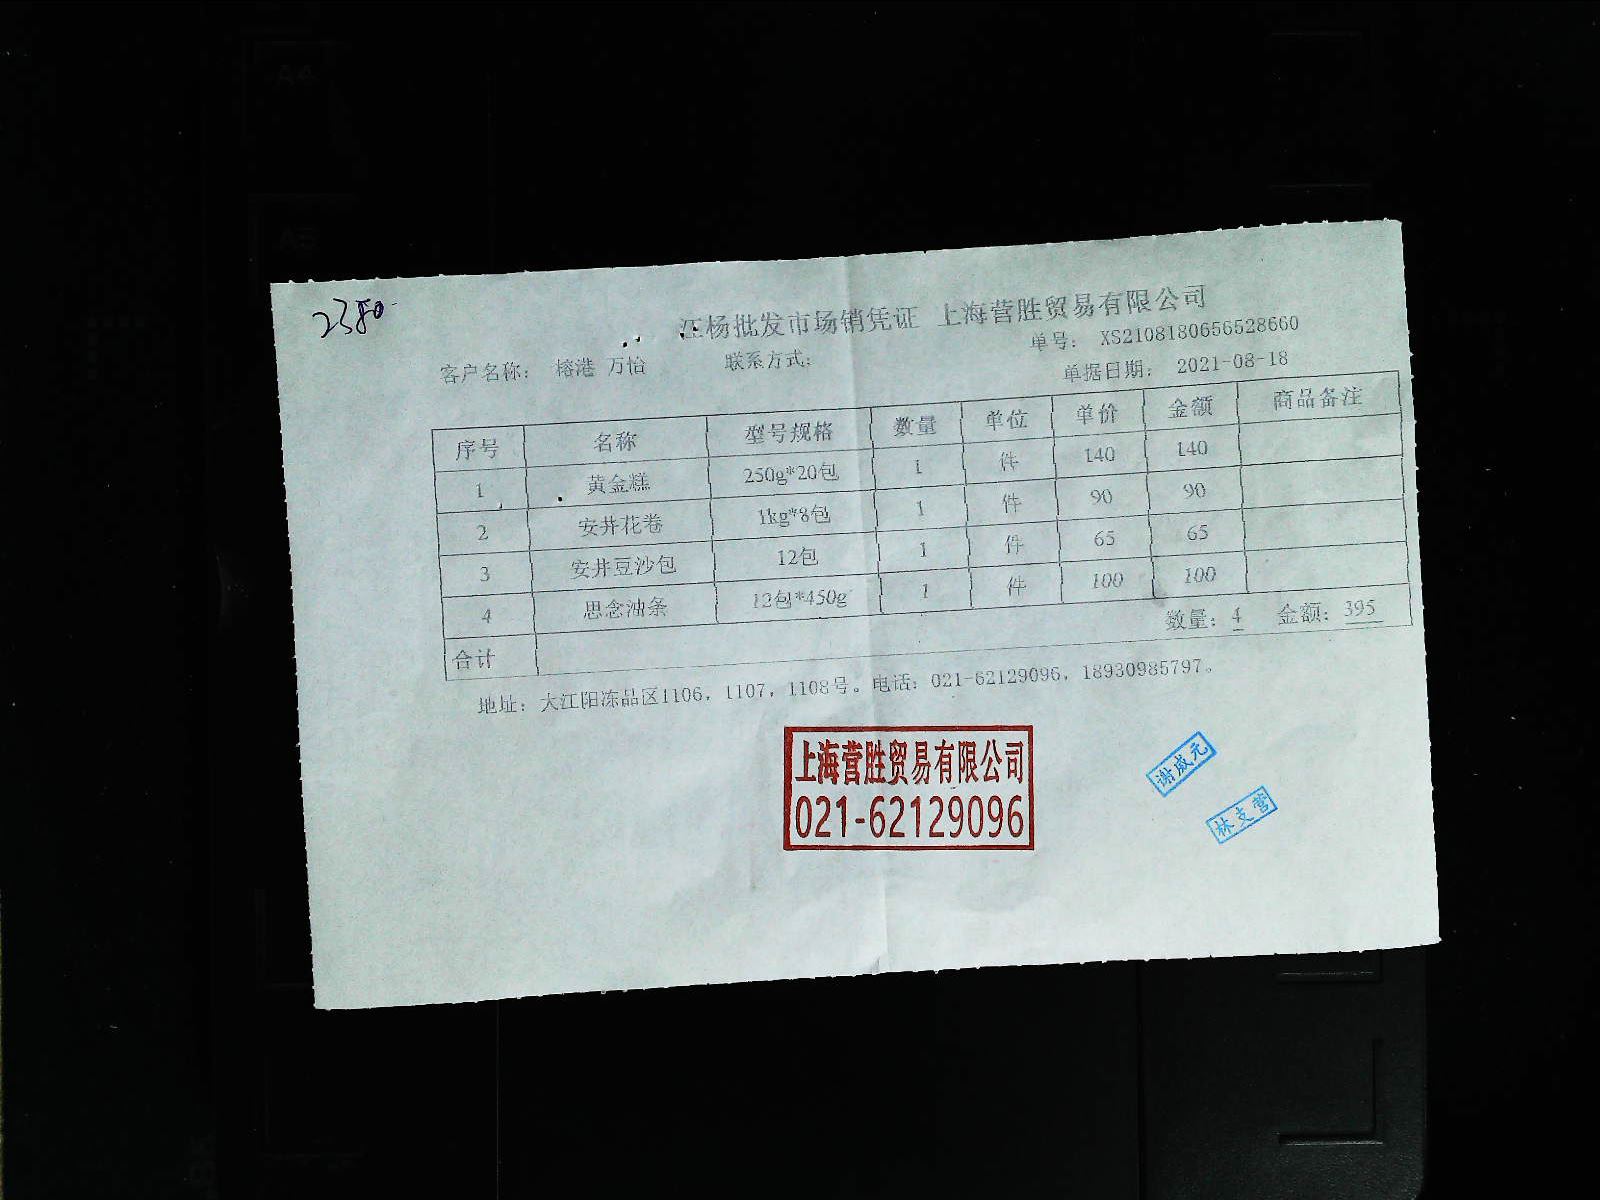 2380
江杨批发市场销凭证 上海营胜贸易有限公司
单号: XS2108180656528660
客户名称: 榕港 万怡 联系方式: 单据日期: 2021-08-18
序号 名称 型号规格 数量 单位 单价 金额 商品备注
1 黄金糕 250g*20包 1 件 140 140
2 安井花卷 1kg*8包 1 件 90 90
3 安井豆沙包 12包 1 件 65 65
4 思念油条 12包*450g 1 件 100 100
合计 数量: 4 金额: 395
地址: 大江阳冻品区1106, 1107, 1108号。电话: 021-62129096, 18930985797。
上海营胜贸易有限公司
021-62129096
谢威元
林支营
A4
A5